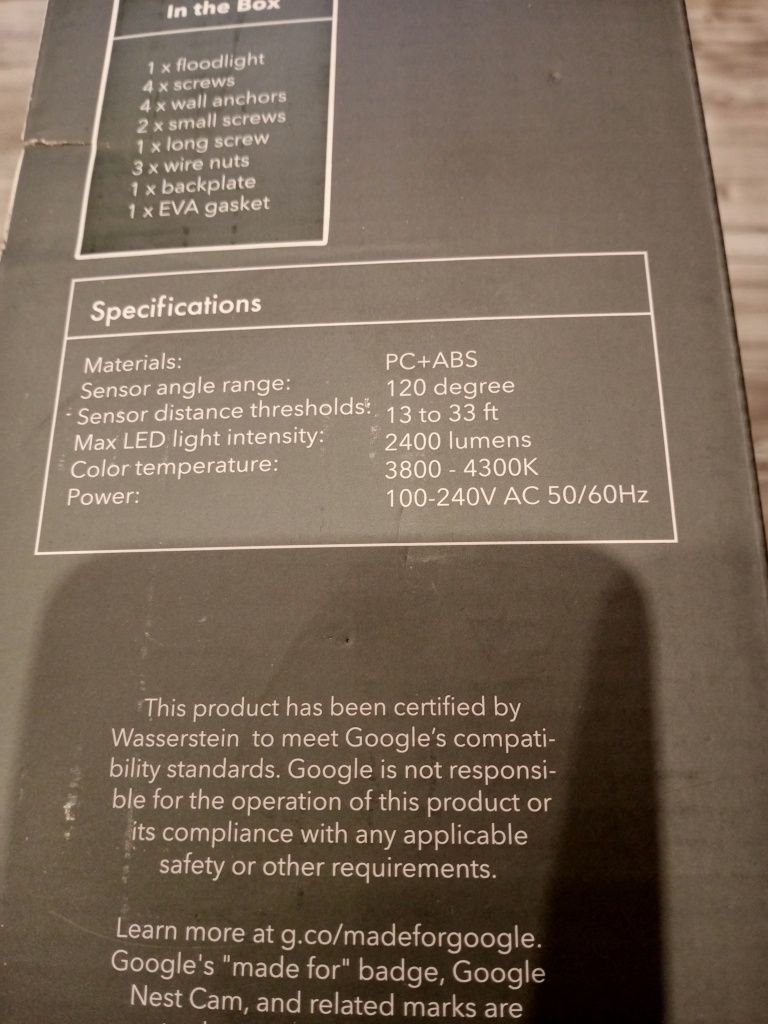 In the Box
1 x floodlight
4 x screws
4 x wall anchors
2 x small screws
1 x long screw
3 x wire nuts
1 x backplate
1 x EVA gasket
Specifications
Materials: PC+ABS
Sensor angle range: 120 degree
Sensor distance thresholds: 13 to 33 ft
Max LED light intensity: 2400 lumens
Color temperature: 3800 - 4300K
Power: 100-240V AC 50/60Hz
This product has been certified by
Wasserstein to meet Google's compati-
bility standards. Google is not responsi-
ble for the operation of this product or
its compliance with any applicable
safety or other requirements.
Learn more at g.co/madeforgoogle.
Google's "made for" badge, Google
Nest Cam, and related marks are